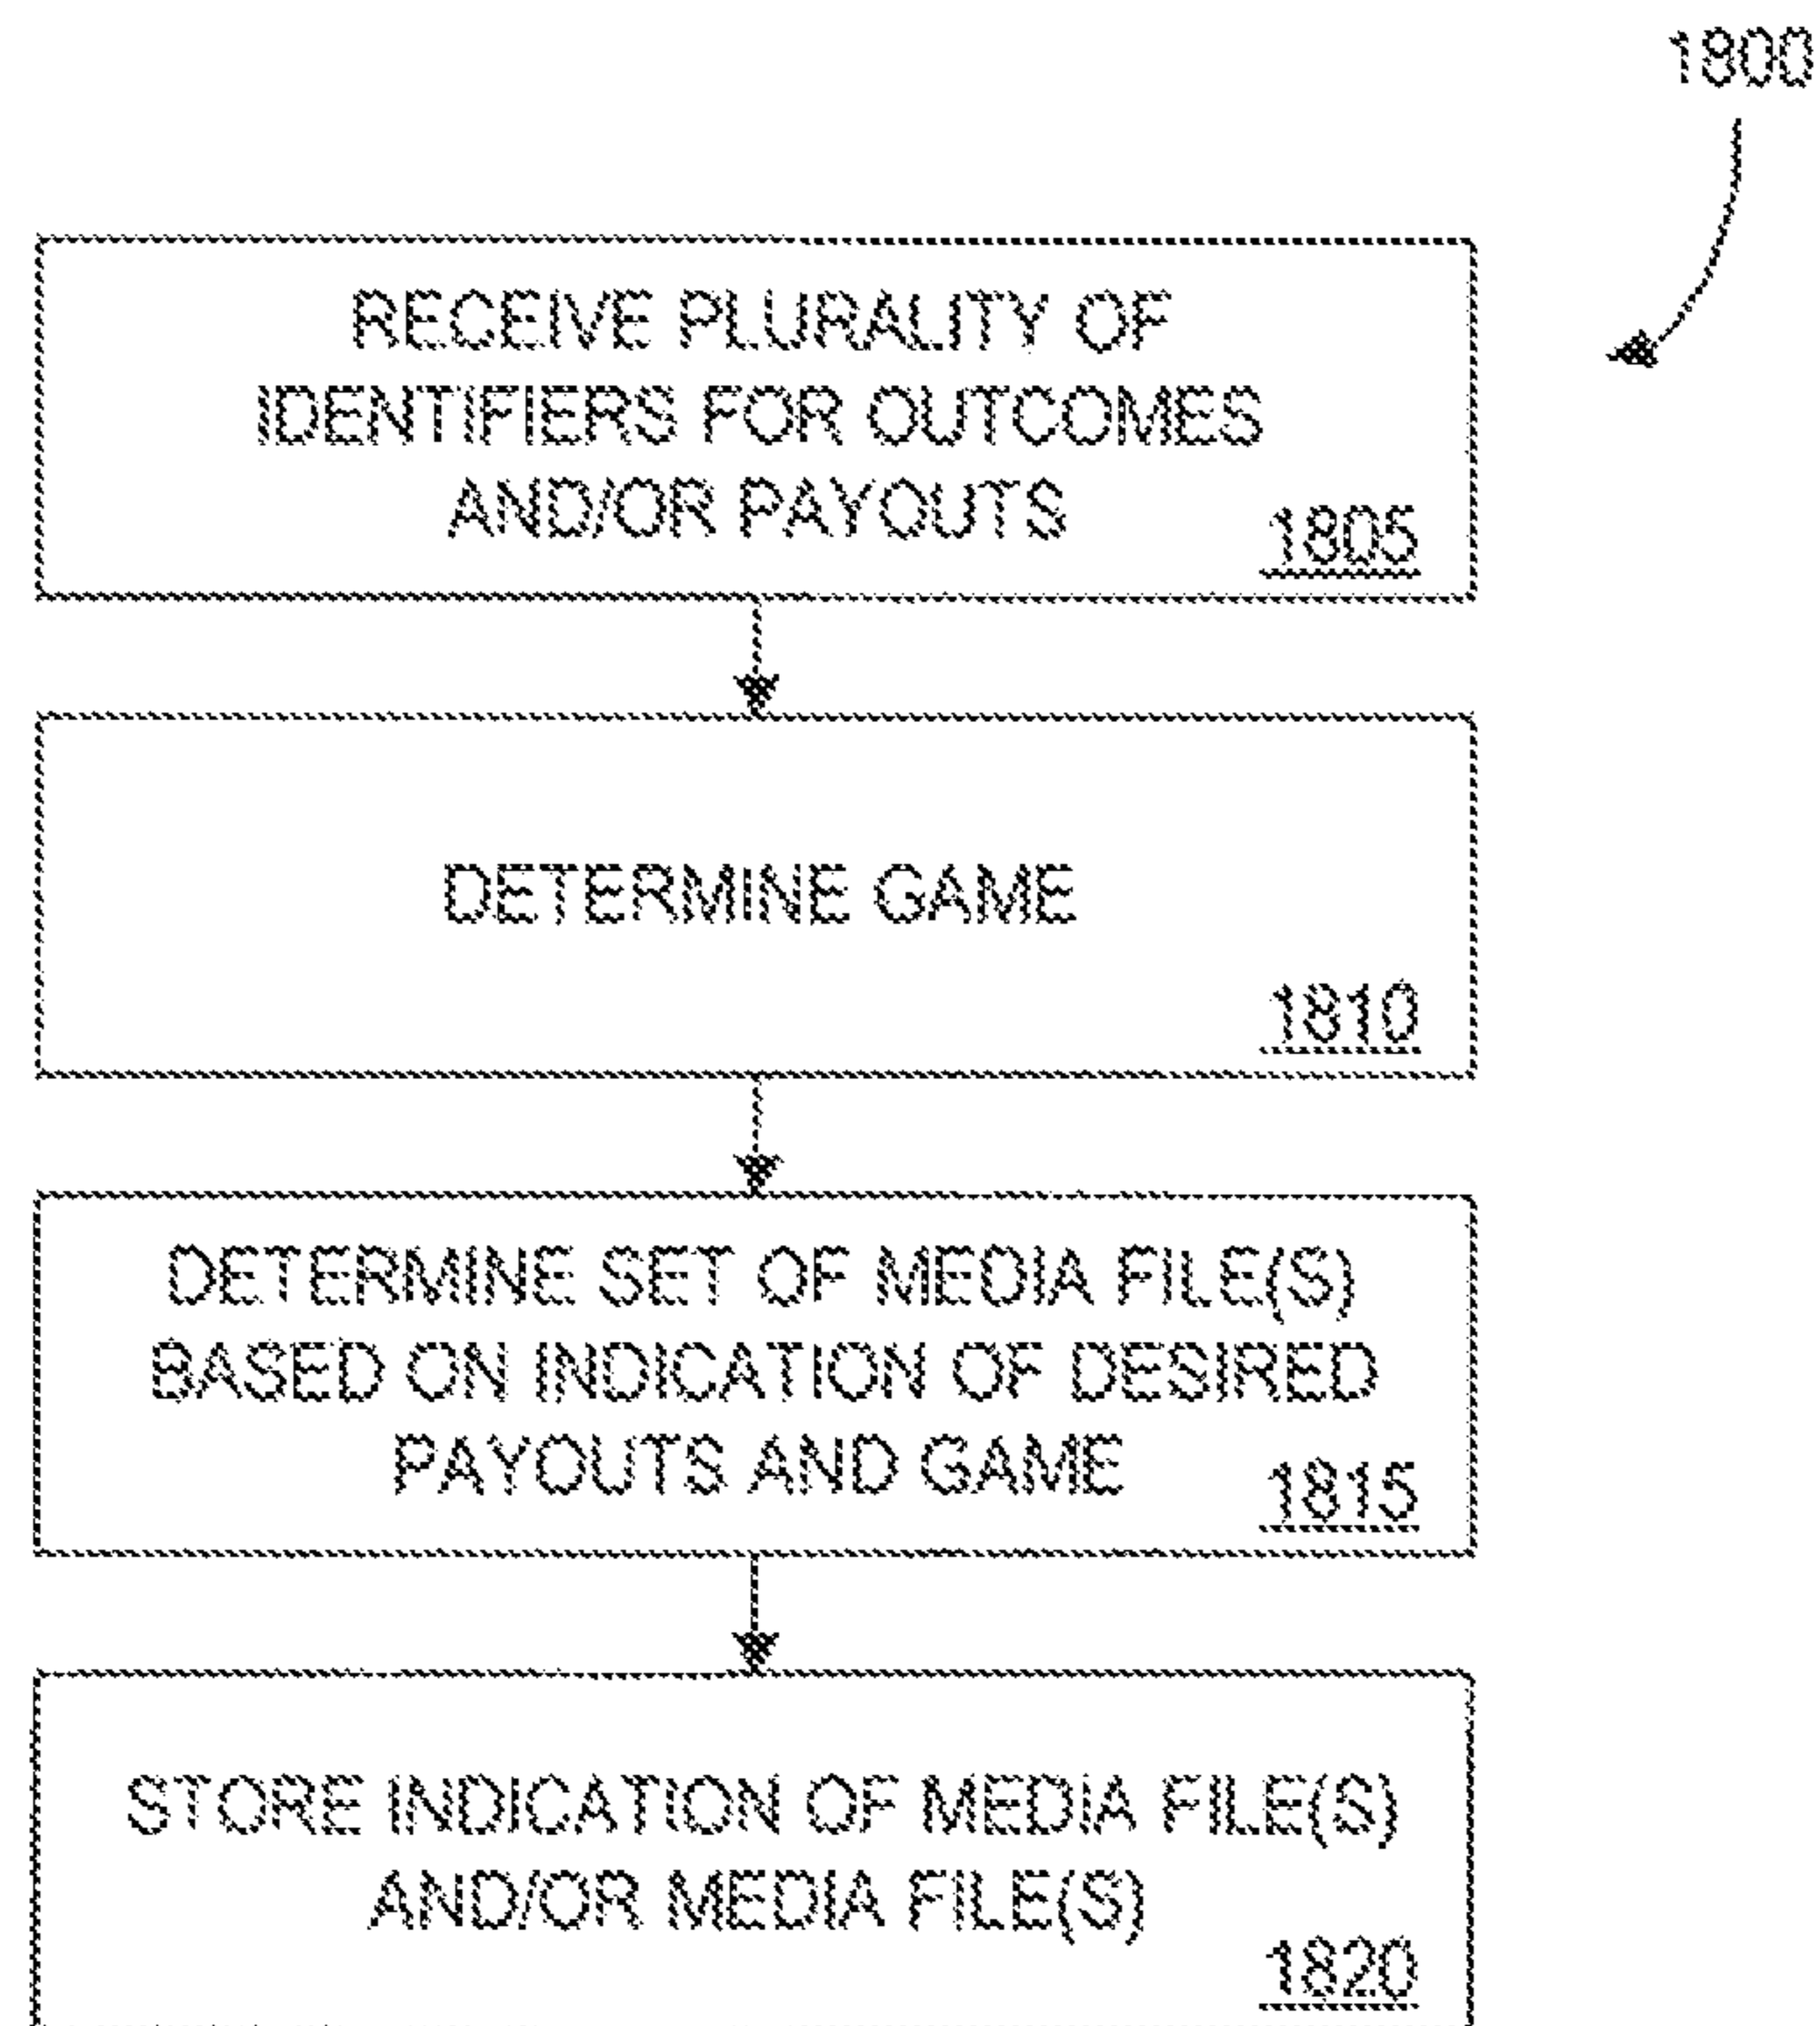 1800
RECEIVE PLURALITY OF
IDENTIFIERS FOR OUTCOMES
AND/OR PAYOUTS
1805
DETERMINE GAME
1810
DETERMINE SET OF MEDIA FILE(S)
BASED ON INDICATION OF DESIRED
PAYOUTS AND GAME
1815
STORE INDICATION OF MEDIA FILE(S)
AND/OR MEDIA FILE(S)
1820